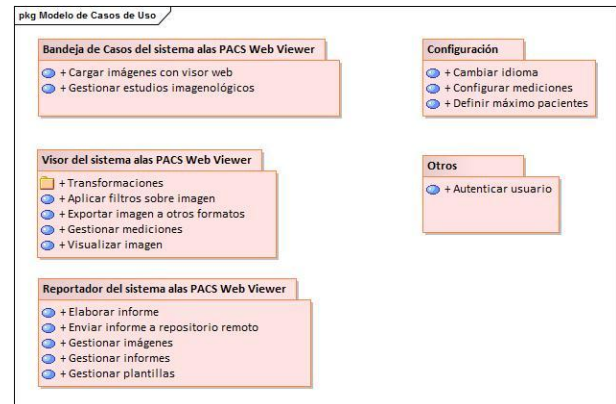 pkg Modelo de Casos de Uso
Bandeja de Casos del sistema alas PACS Web Viewer
+ Cargar imágenes con visor web
+ Gestionar estudios imagenológicos
Configuración
+ Cambiar idioma
+ Configurar mediciones
+ Definir máximo pacientes
Visor del sistema alas PACS Web Viewer
+ Transformaciones
+ Aplicar filtros sobre imagen
+ Exportar imagen a otros formatos
+ Gestionar mediciones
+ Visualizar imagen
Otros
+ Autenticar usuario
Reportador del sistema alas PACS Web Viewer
+ Elaborar informe
+ Enviar informe a repositorio remoto
+ Gestionar imágenes
+ Gestionar informes
+ Gestionar plantillas